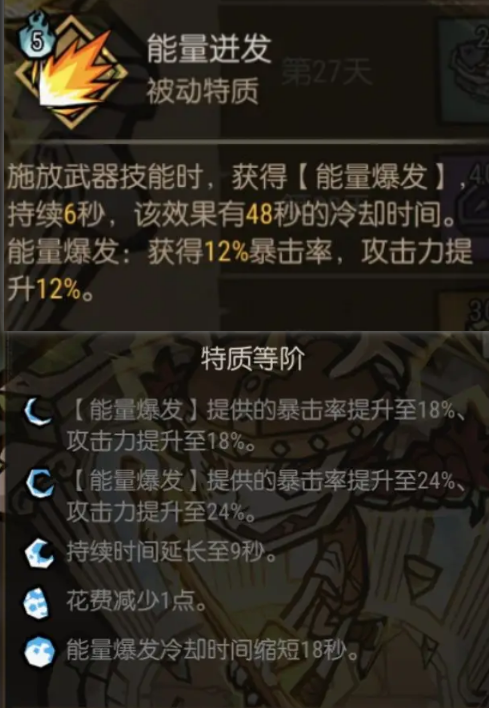 5
2
能量迸发
第27天
被动特质
施放武器技能时，获得【能量爆发】，
持续6秒，该效果有48秒的冷却时间。
能量爆发：获得12%暴击率，攻击力提
升12%。
特质等阶
【能量爆发】提供的暴击率提升至18%、
攻击力提升至18%。
【能量爆发】提供的暴击率提升至24%、
攻击力提升至24%。
持续时间延长至9秒。
花费减少1点。
能量爆发冷却时间缩短18秒。